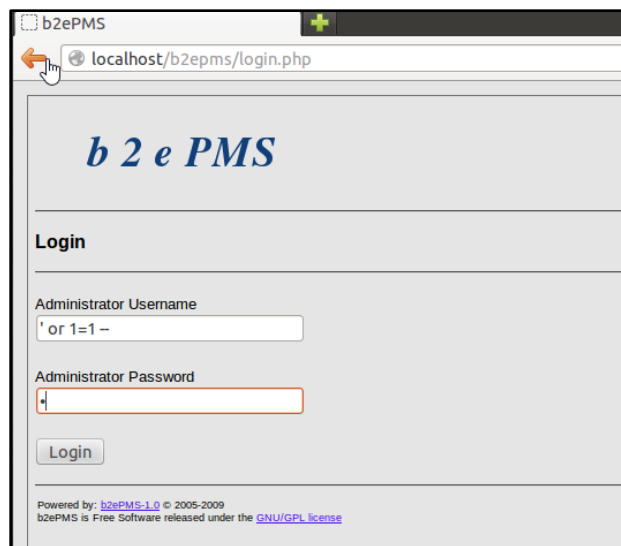 b2ePMS
localhost/b2epms/login.php
b 2 e PMS
Login
Administrator Username
' or 1=1 --
Administrator Password
Login
Powered by: b2ePMS-1.0 © 2005-2009
b2ePMS is Free Software released under the GNU/GPL license